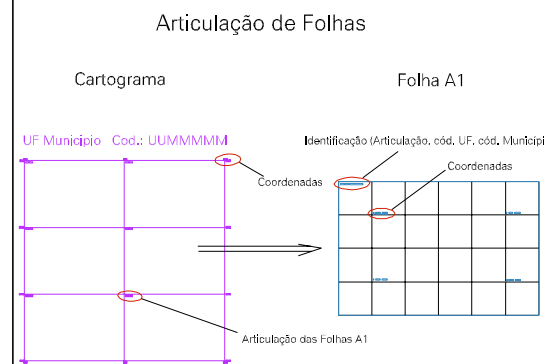 Articulação de Folhas
Cartograma
Folha A1
UF Município Cod.: UUMMMMM
Identificação (Articulação, cód. UF, cód. Municípi
Coordenadas
Coordenadas
Articulação das Folhas A1